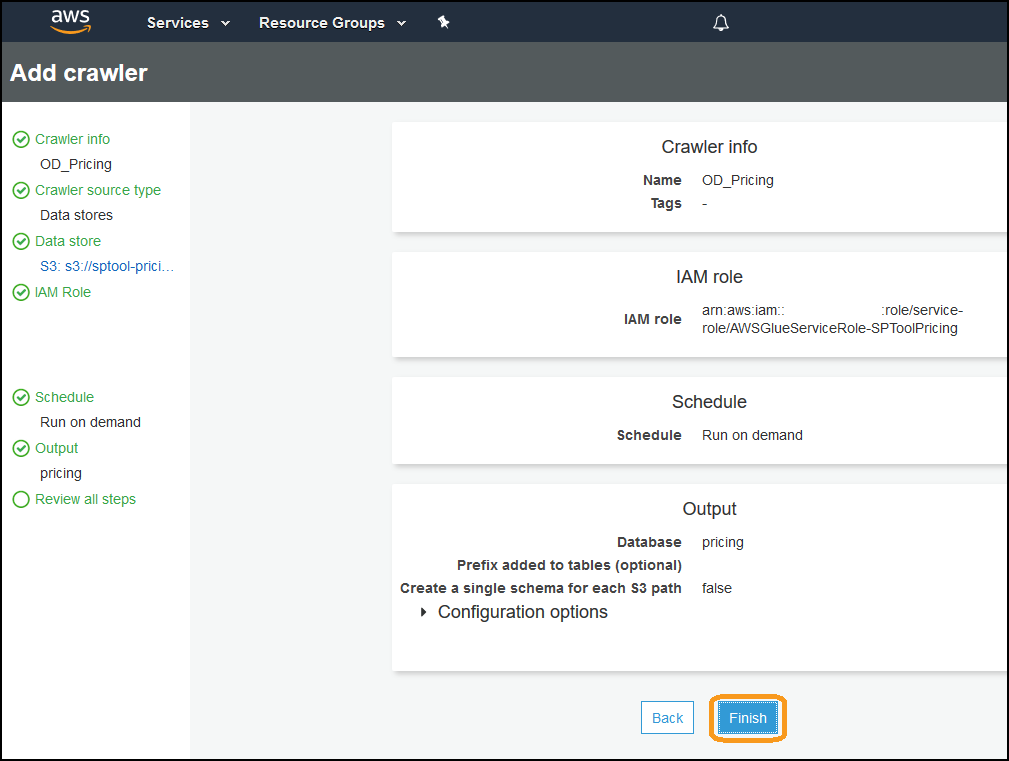 aws Services Resource Groups
Add crawler
Crawler info
OD_Pricing
Crawler source type
Data stores
Data store
S3: s3://sptool-prici...
IAM Role
Schedule
Run on demand
Output
pricing
Review all steps
Crawler info
Name OD_Pricing
Tags -
IAM role
IAM role arn:aws:iam:: :role/service-
role/AWSGlueServiceRole-SPToolPricing
Schedule
Schedule Run on demand
Output
Database pricing
Prefix added to tables (optional)
Create a single schema for each S3 path false
Configuration options
Back Finish